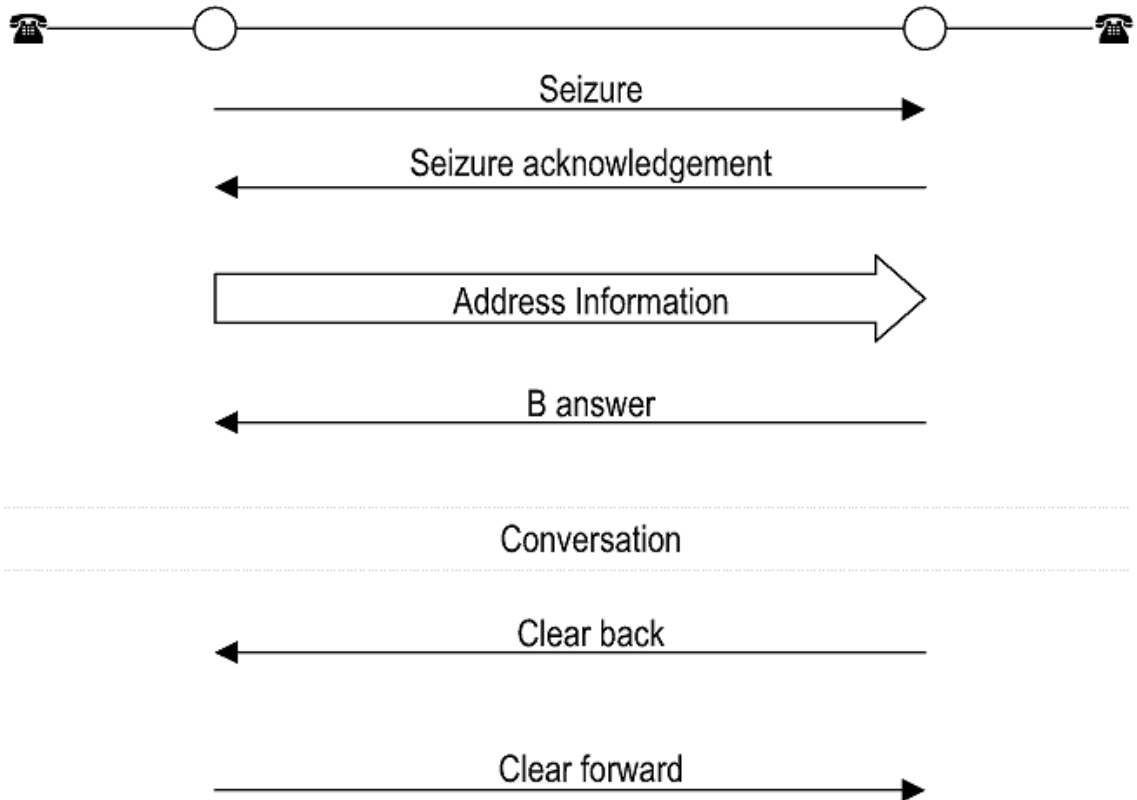 Seizure
Seizure acknowledgement
Address Information
B answer
Conversation
Clear back
Clear forward